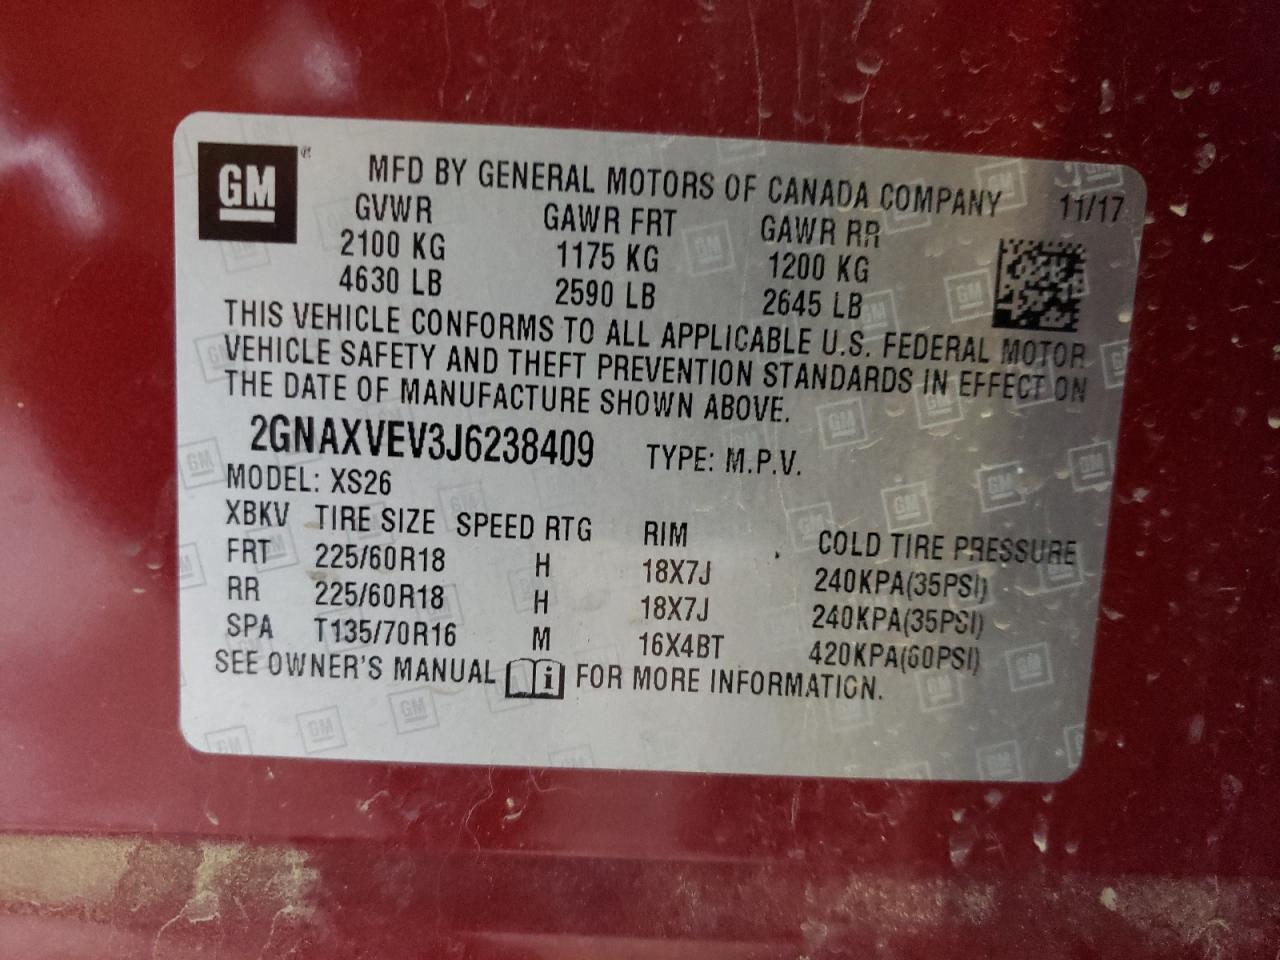 GM
MFD BY GENERAL MOTORS OF CANADA COMPANY 11/17
GVWR GAWR FRT GAWR RR
2100 KG 1175 KG 1200 KG
4630 LB 2590 LB 2645 LB
THIS VEHICLE CONFORMS TO ALL APPLICABLE U.S. FEDERAL MOTOR
VEHICLE SAFETY AND THEFT PREVENTION STANDARDS IN EFFECT ON
THE DATE OF MANUFACTURE SHOWN ABOVE.
2GNAXVEV3J6238409 TYPE: M.P.V.
MODEL: XS26
XBKV TIRE SIZE SPEED RTG RIM COLD TIRE PRESSURE
FRT 225/60R18 H 18X7J 240KPA(35PSI)
RR 225/60R18 H 18X7J 240KPA(35PSI)
SPA T135/70R16 M 16X4BT 420KPA(60PSI)
SEE OWNER'S MANUAL i FOR MORE INFORMATION.